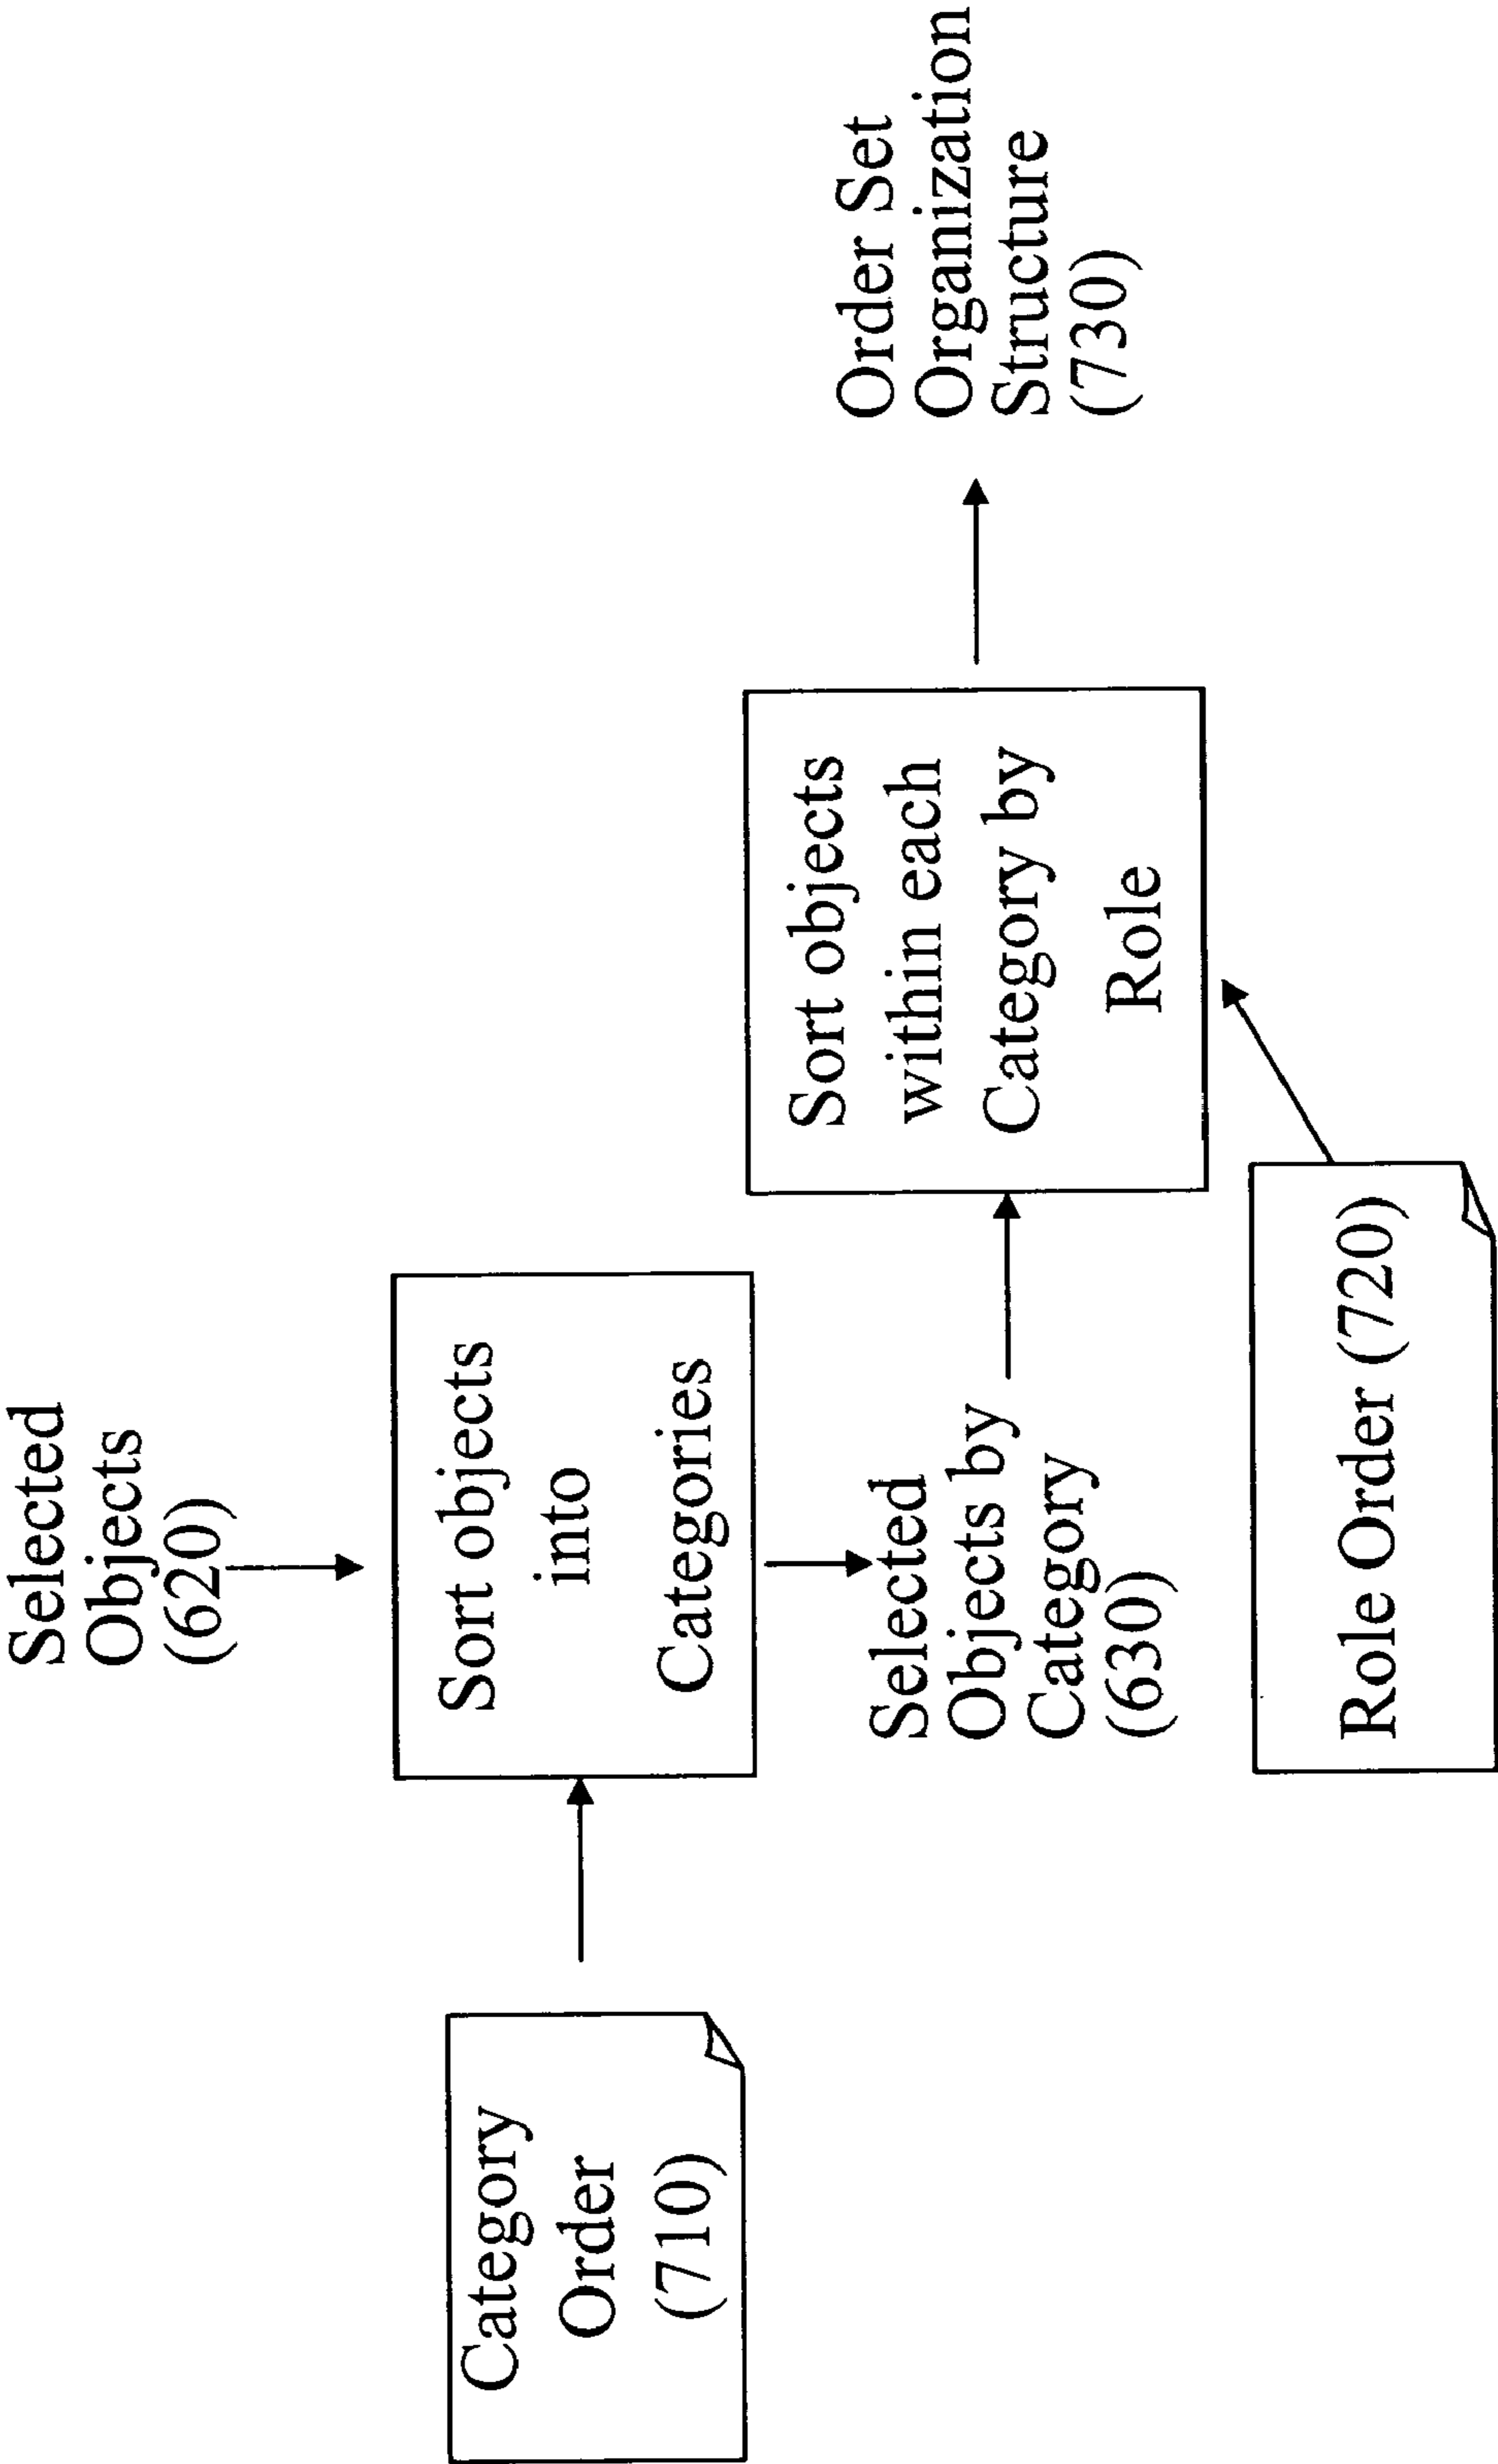 Selected
Objects
(620)
Category
Order
(710)
Sort objects
into
Categories
Selected
Objects by
Category
(630)
Sort objects
within each
Category by
Role
Order Set
Organization
Structure
(730)
Role Order (720)